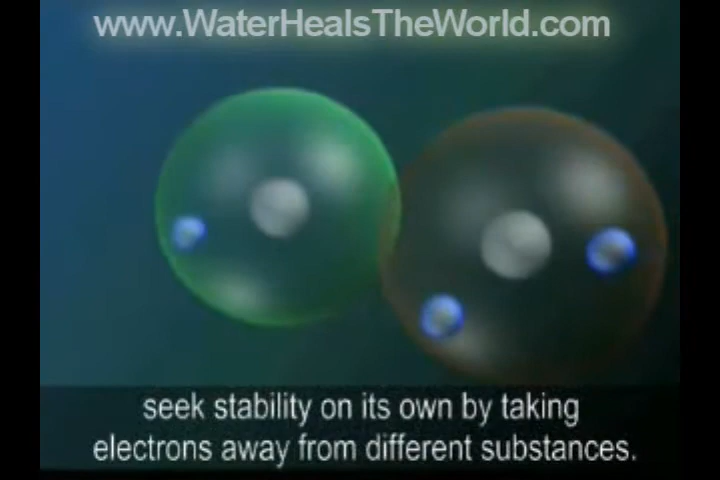 www.WaterHealsTheWorld.com
seek stability on its own by taking
electrons away from different substances.